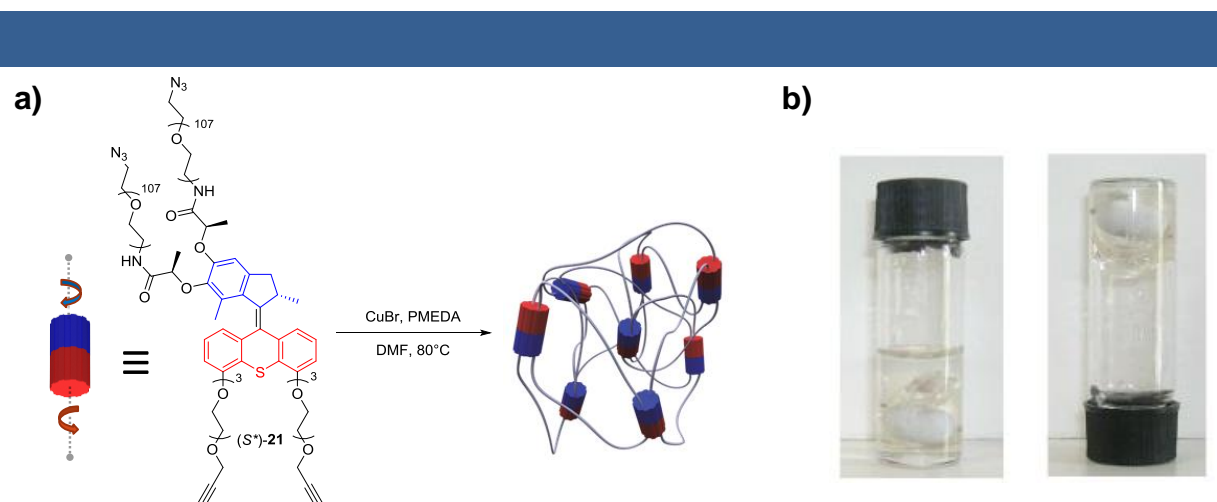 a)
b)
N3
107
O
N3
107
O
NH
O
HN
O
O
O
CuBr, PMEDA
DMF, 80°C
S
3
3
O
O
(S*)-21
O
O